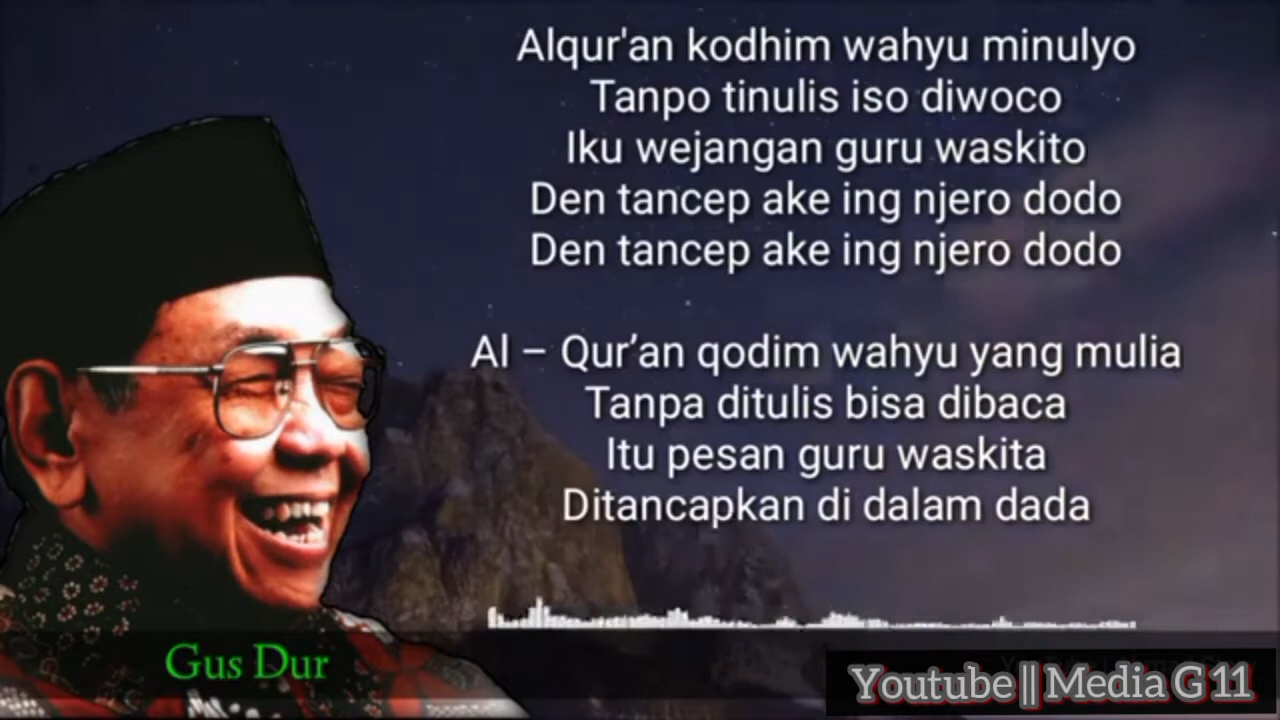 Alqur'an kodhim wahyu minulyo
Tanpo tinulis iso diwoco
Iku wejangan guru waskito
Den tancep ake ing njero dodo
Den tancep ake ing njero dodo
Al – Qur’an qodim wahyu yang mulia
Tanpa ditulis bisa dibaca
Itu pesan guru waskita
Ditancapkan di dalam dada
Gus Dur
Youtube || Media G 11